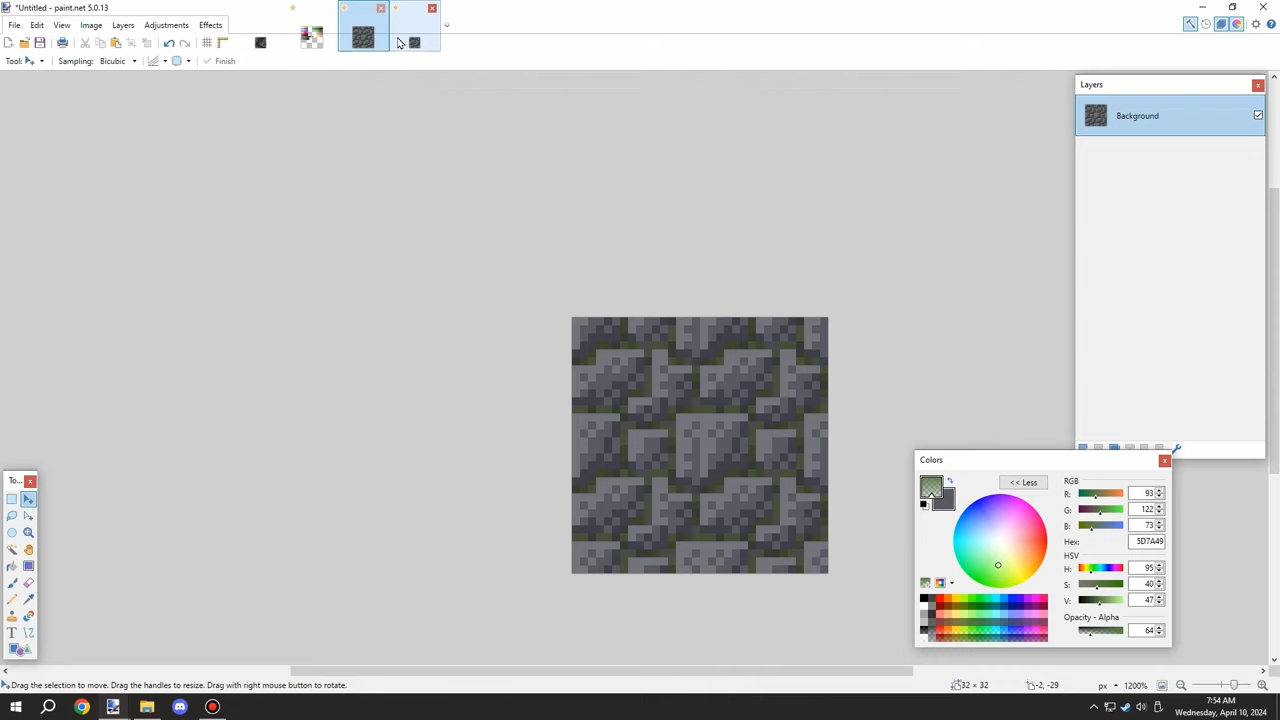 *Untitled - paint.net 5.0.13
File Edit View Image Layers Adjustments Effects
Tool: Sampling: Bicubic Finish
Layers
Background
To...
Colors
<< Less
RGB
R: 93
G: 122
B: 73
Hex: 5D7A49
HSV
H: 95
S: 40
V: 47
Opacity - Alpha
64
Drag the selection to move. Drag the handles to resize. Drag with right mouse button to rotate. 32 × 32 -2, -29 px 1200%
7:54 AM
Wednesday, April 10, 2024